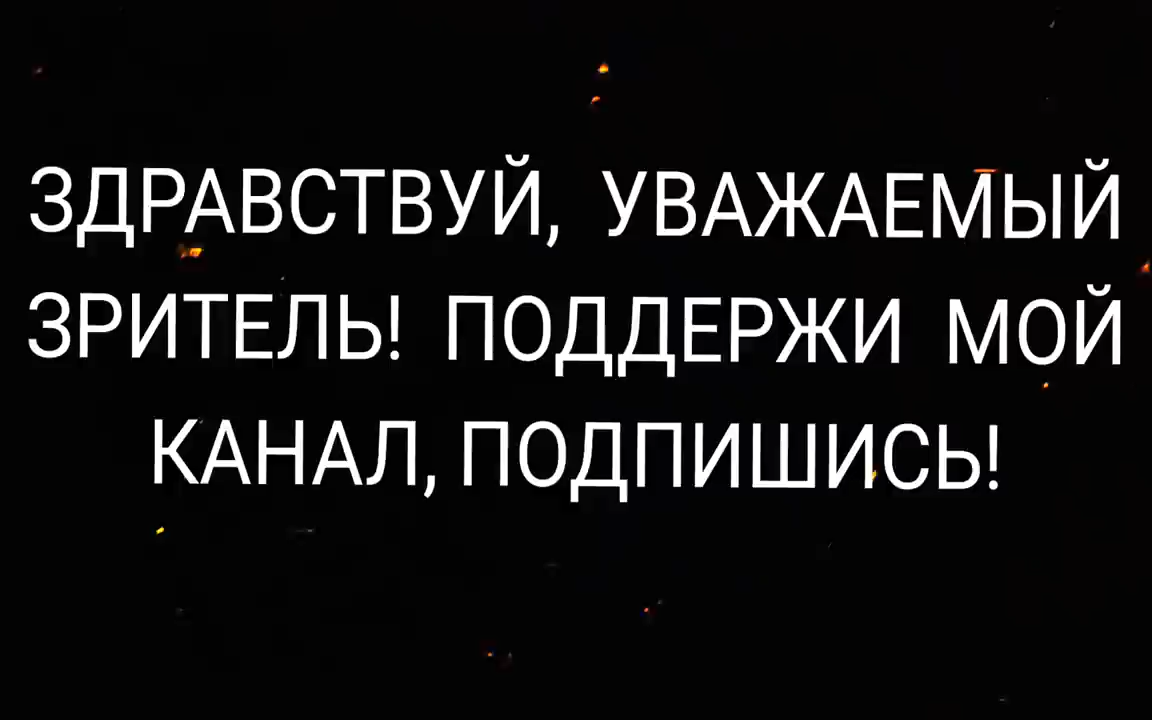 ЗДРАВСТВУЙ, УВАЖАЕМЫЙ
ЗРИТЕЛЬ! ПОДДЕРЖИ МОЙ
КАНАЛ, ПОДПИШИСЬ!